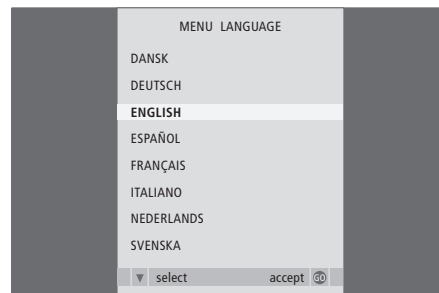 MENU LANGUAGE
DANSK
DEUTSCH
ENGLISH
ESPAÑOL
FRANÇAIS
ITALIANO
NEDERLANDS
SVENSKA
▼ select accept GO